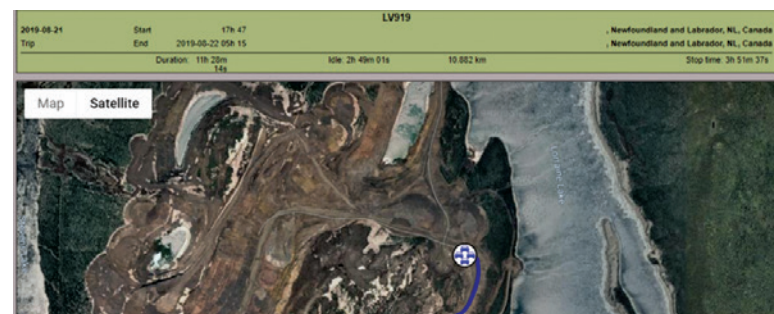 LV919
2019-08-21 Start 17h 47 , Newfoundland and Labrador, NL, Canada
Trip End 2019-08-22 05h 15 , Newfoundland and Labrador, NL, Canada
Duration: 11h 28m 14s Idle: 2h 49m 01s 10.882 km Stop time: 3h 51m 37s
Map Satellite